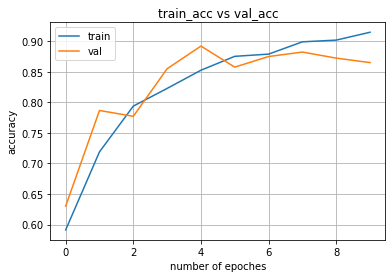 train_acc vs val_acc
train
val
accuracy
0.90
0.85
0.80
0.75
0.70
0.65
0.60
0 2 4 6 8
number of epoches